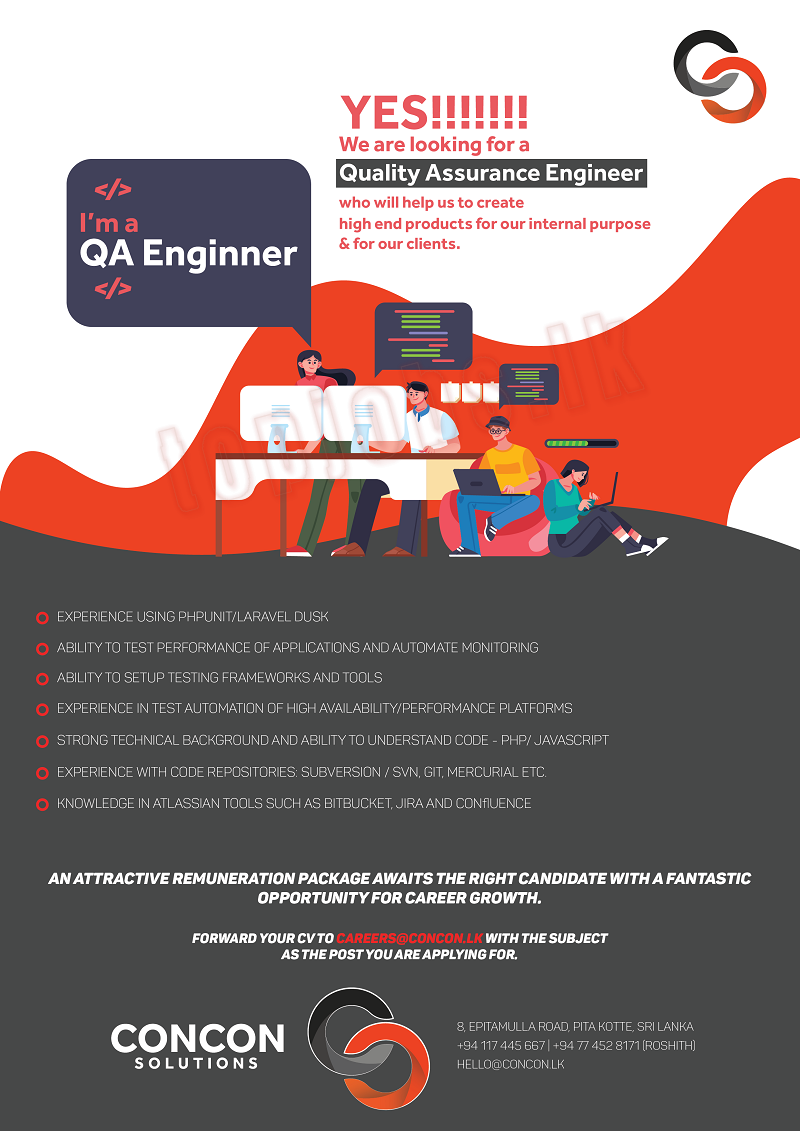 YES!!!!!!!
We are looking for a
Quality Assurance Engineer
who will help us to create
high end products for our internal purpose
& for our clients.
</>
I'm a
QA Enginner
</>
topjobs.lk
EXPERIENCE USING PHPUNIT/LARAVEL DUSK
ABILITY TO TEST PERFORMANCE OF APPLICATIONS AND AUTOMATE MONITORING
ABILITY TO SETUP TESTING FRAMEWORKS AND TOOLS
EXPERIENCE IN TEST AUTOMATION OF HIGH AVAILABILITY/PERFORMANCE PLATFORMS
STRONG TECHNICAL BACKGROUND AND ABILITY TO UNDERSTAND CODE - PHP/ JAVASCRIPT
EXPERIENCE WITH CODE REPOSITORIES: SUBVERSION / SVN, GIT, MERCURIAL ETC.
KNOWLEDGE IN ATLASSIAN TOOLS SUCH AS BITBUCKET, JIRA AND CONflUENCE
AN ATTRACTIVE REMUNERATION PACKAGE AWAITS THE RIGHT CANDIDATE WITH A FANTASTIC
OPPORTUNITY FOR CAREER GROWTH.
FORWARD YOUR CV TO CAREERS@CONCON.LK WITH THE SUBJECT
AS THE POST YOU ARE APPLYING FOR.
CONCON
SOLUTIONS
8, EPITAMULLA ROAD, PITA KOTTE, SRI LANKA
+94 117 445 667 | +94 77 452 8171 (ROSHITH)
HELLO@CONCON.LK